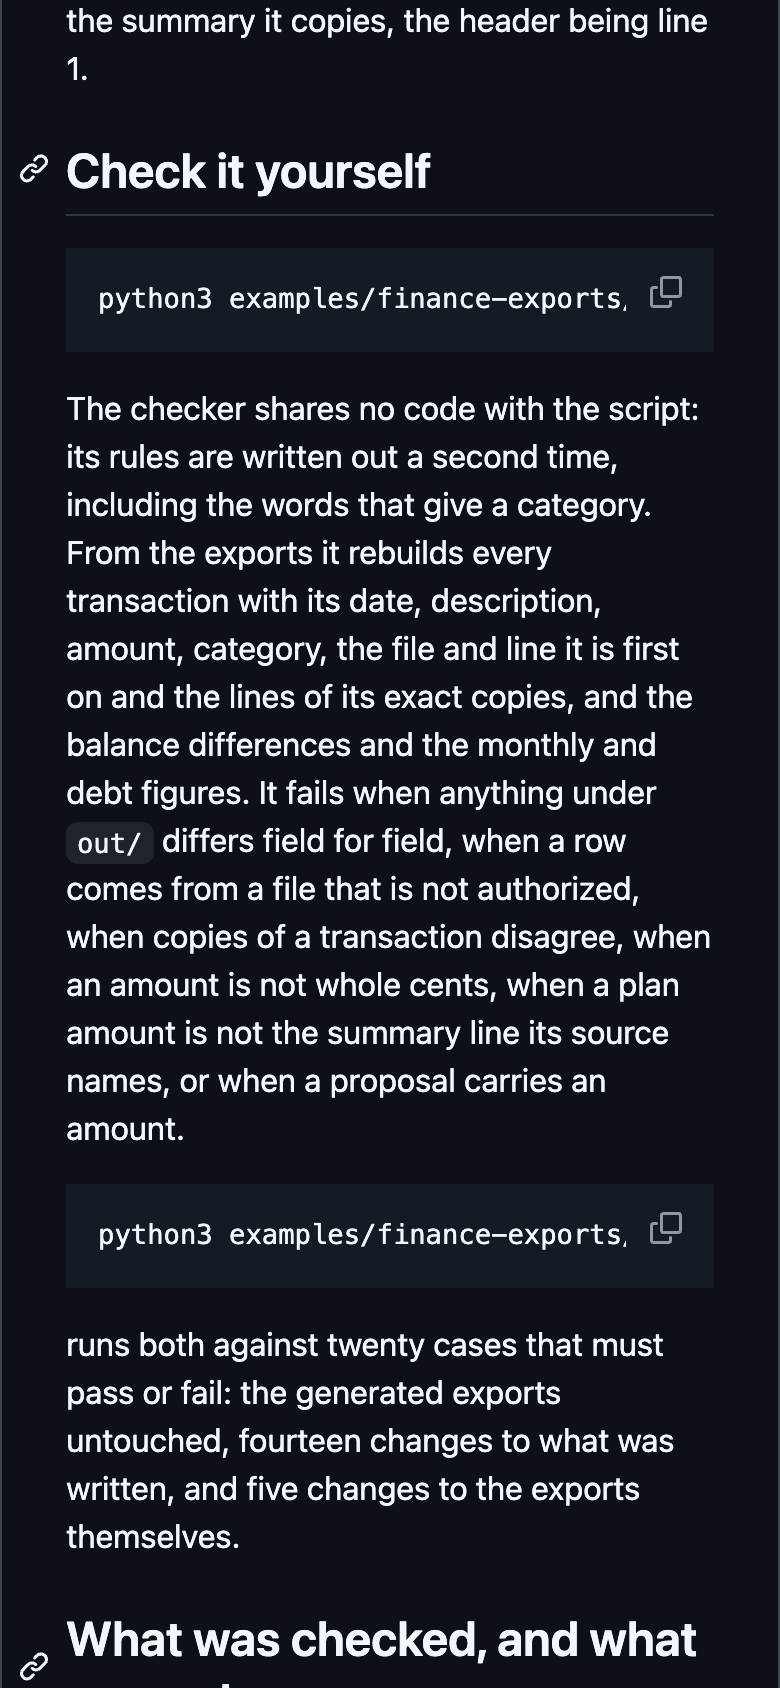 the summary it copies, the header being line
1.
Check it yourself
python3 examples/finance-exports/
The checker shares no code with the script:
its rules are written out a second time,
including the words that give a category.
From the exports it rebuilds every
transaction with its date, description,
amount, category, the file and line it is first
on and the lines of its exact copies, and the
balance differences and the monthly and
debt figures. It fails when anything under
out/ differs field for field, when a row
comes from a file that is not authorized,
when copies of a transaction disagree, when
an amount is not whole cents, when a plan
amount is not the summary line its source
names, or when a proposal carries an
amount.
python3 examples/finance-exports/
runs both against twenty cases that must
pass or fail: the generated exports
untouched, fourteen changes to what was
written, and five changes to the exports
themselves.
What was checked, and what